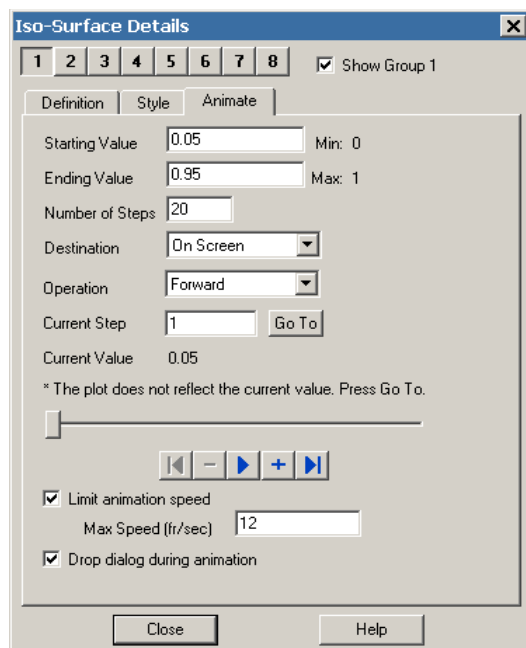 Iso-Surface Details
1 2 3 4 5 6 7 8 Show Group 1
Definition Style Animate
Starting Value 0.05 Min: 0
Ending Value 0.95 Max: 1
Number of Steps 20
Destination On Screen
Operation Forward
Current Step 1 Go To
Current Value 0.05
* The plot does not reflect the current value. Press Go To.
Limit animation speed
Max Speed (fr/sec) 12
Drop dialog during animation
Close Help